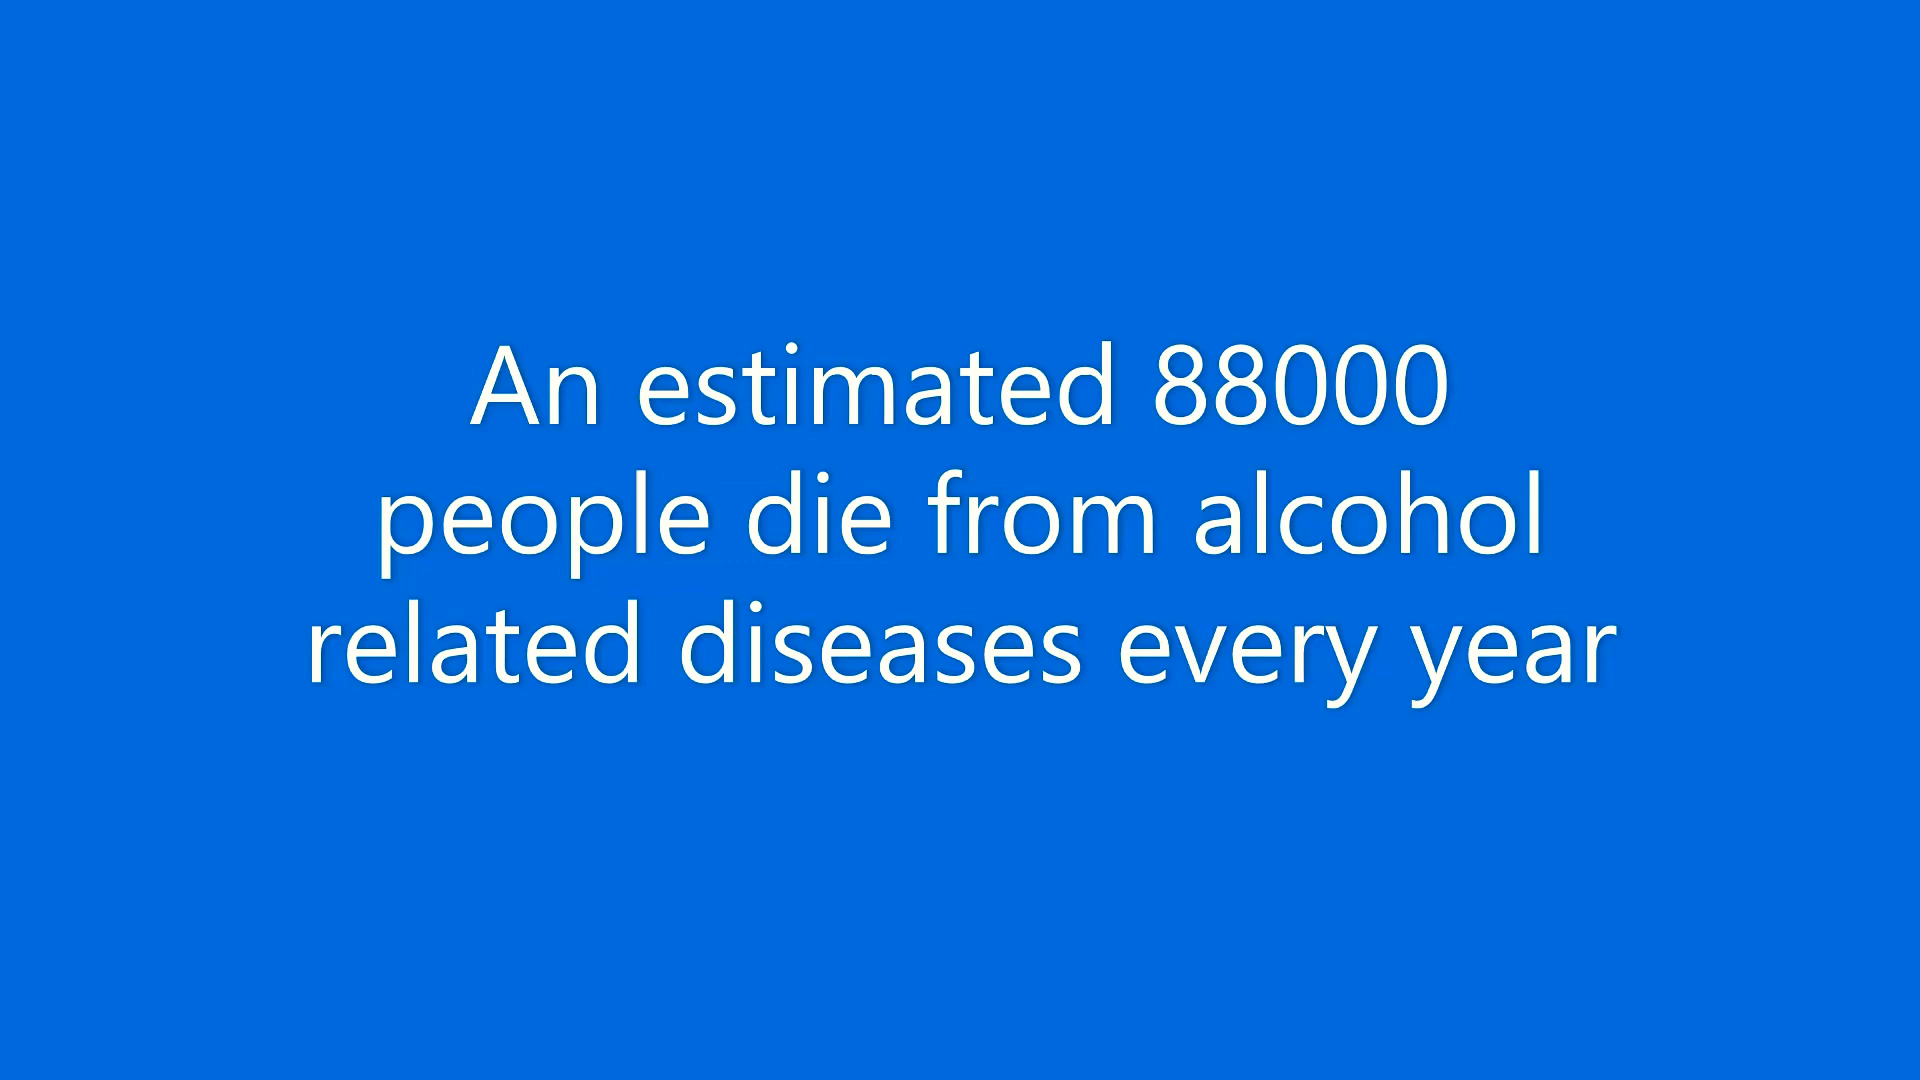 An estimated 88000
people die from alcohol
related diseases every year